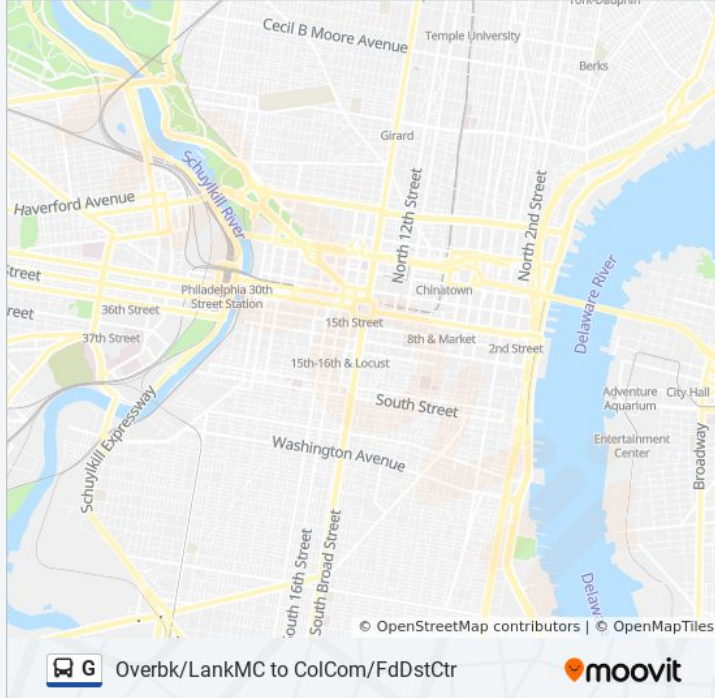 York-Dauphin
Cecil B Moore Avenue
Temple University
Berks
Girard
Schuylkill River
Haverford Avenue
North 12th Street
North 2nd Street
Street
Philadelphia 30th
Street Station
Chinatown
Delaware River
reet
36th Street
15th Street
37th Street
8th & Market
2nd Street
15th-16th & Locust
Adventure
Aquarium
City Hall
South Street
Schuylkill Expressway
Washington Avenue
Entertainment
Center
Broadway
outh 16th Street
South Broad Street
Delaw
© OpenStreetMap contributors | © OpenMapTiles
G
Overbk/LankMC to ColCom/FdDstCtr
moovit